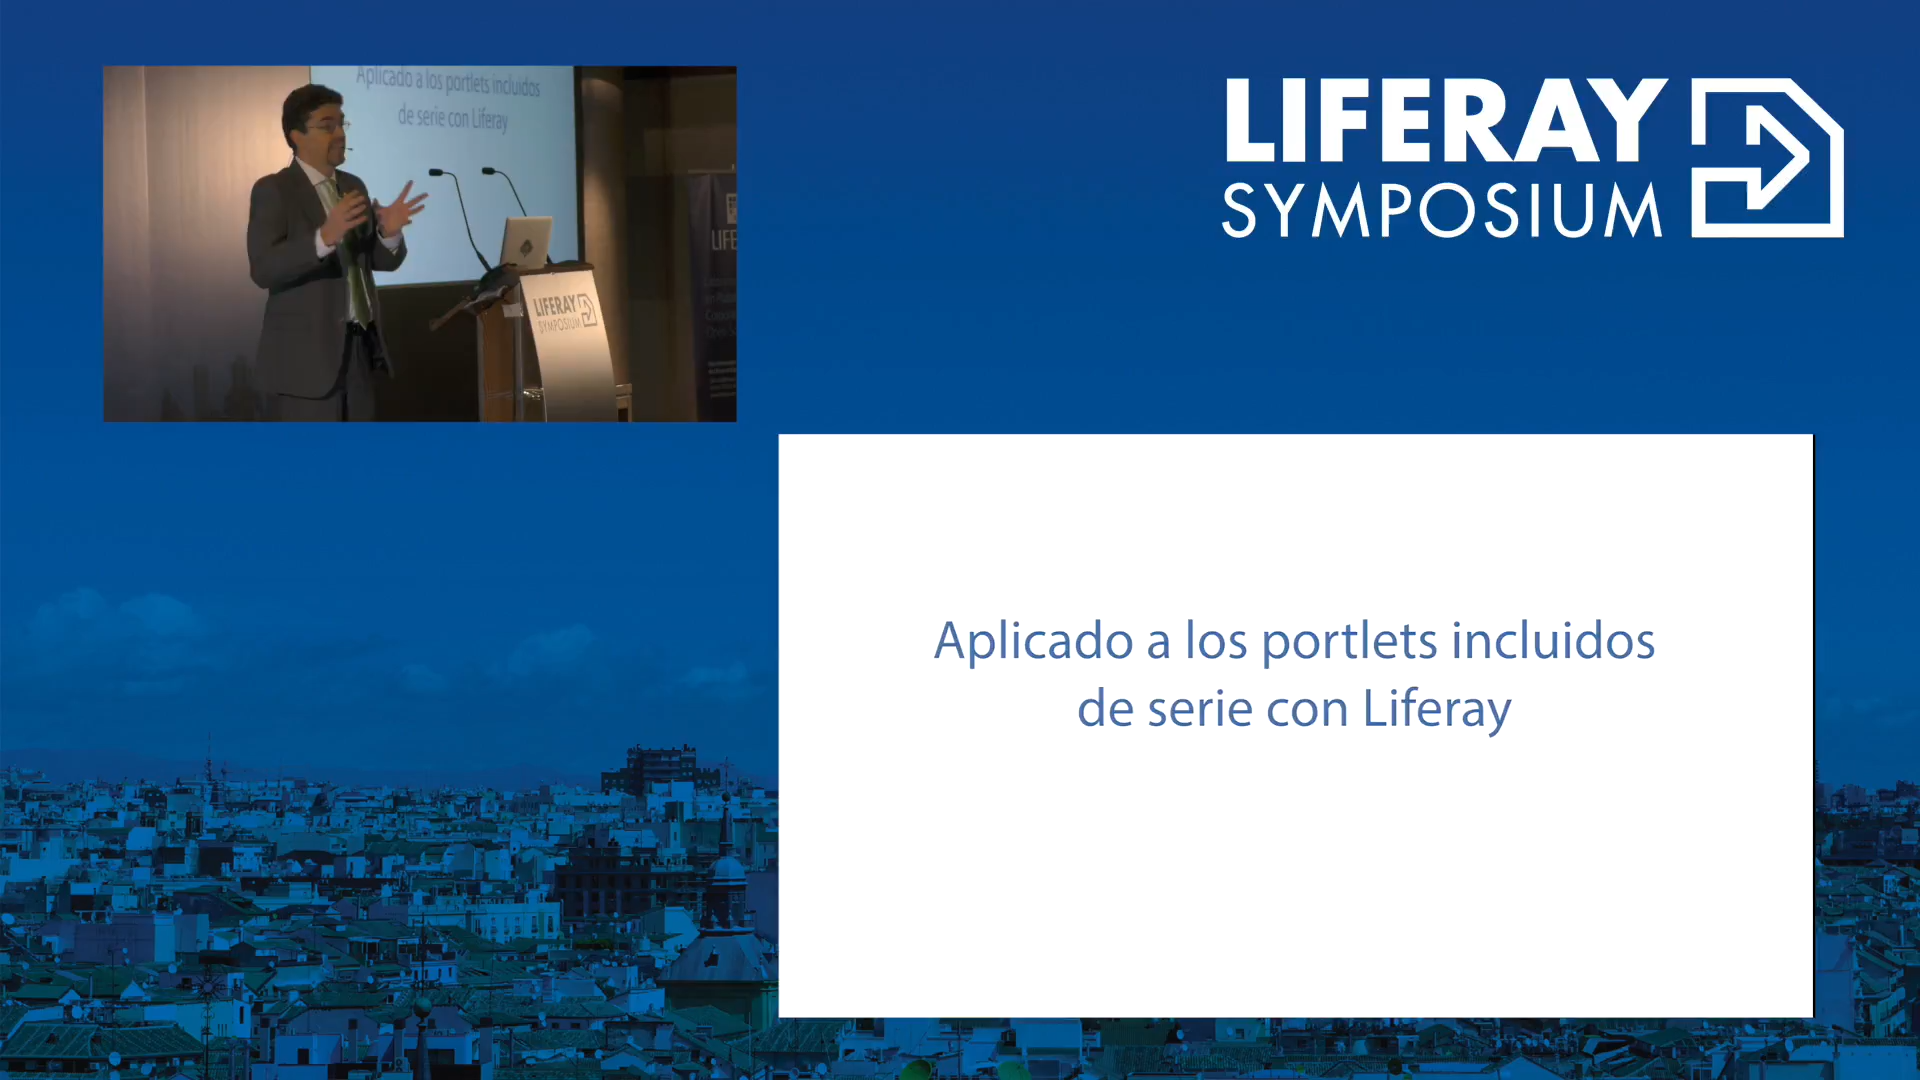 Aplicado a los portlets incluidos
de serie con Liferay
LIFERAY
SYMPOSIUM
LIFE
LIFERAY
SYMPOSIUM
Aplicado a los portlets incluidos
de serie con Liferay